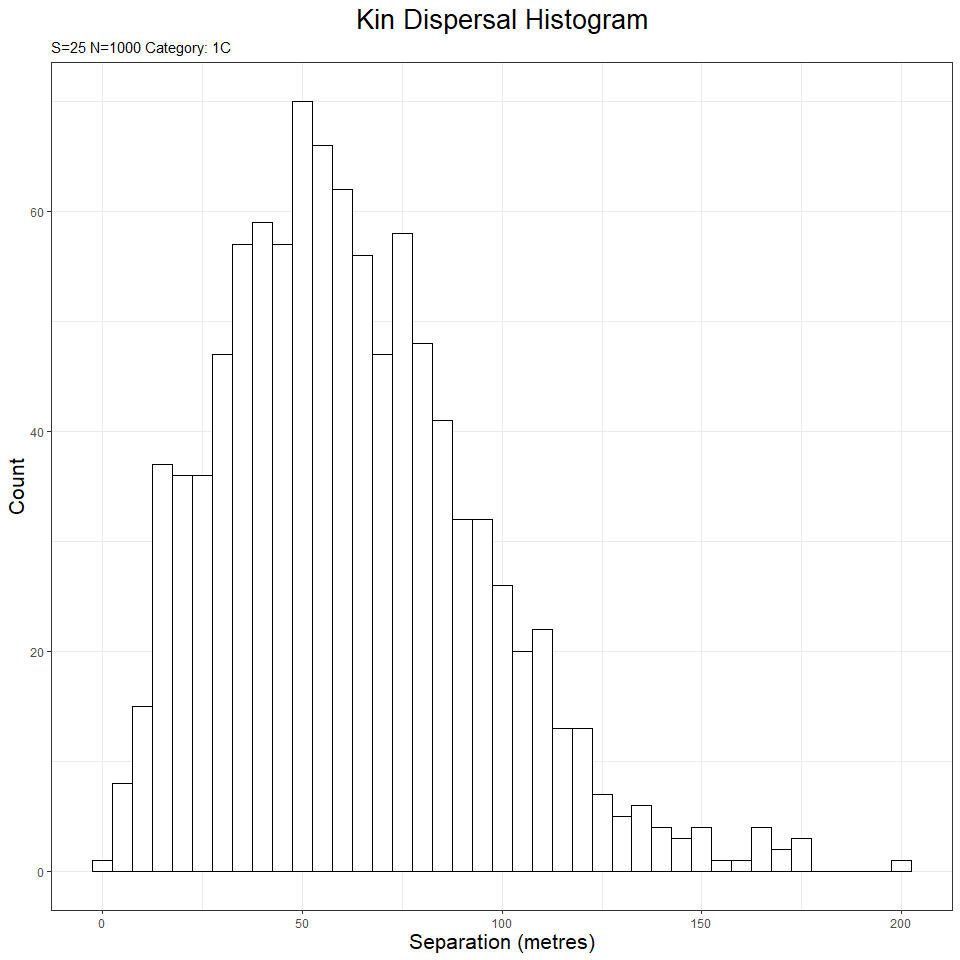 Kin Dispersal Histogram
S=25 N=1000 Category: 1C
Count
60
40
20
0
0 50 100 150 200
Separation (metres)